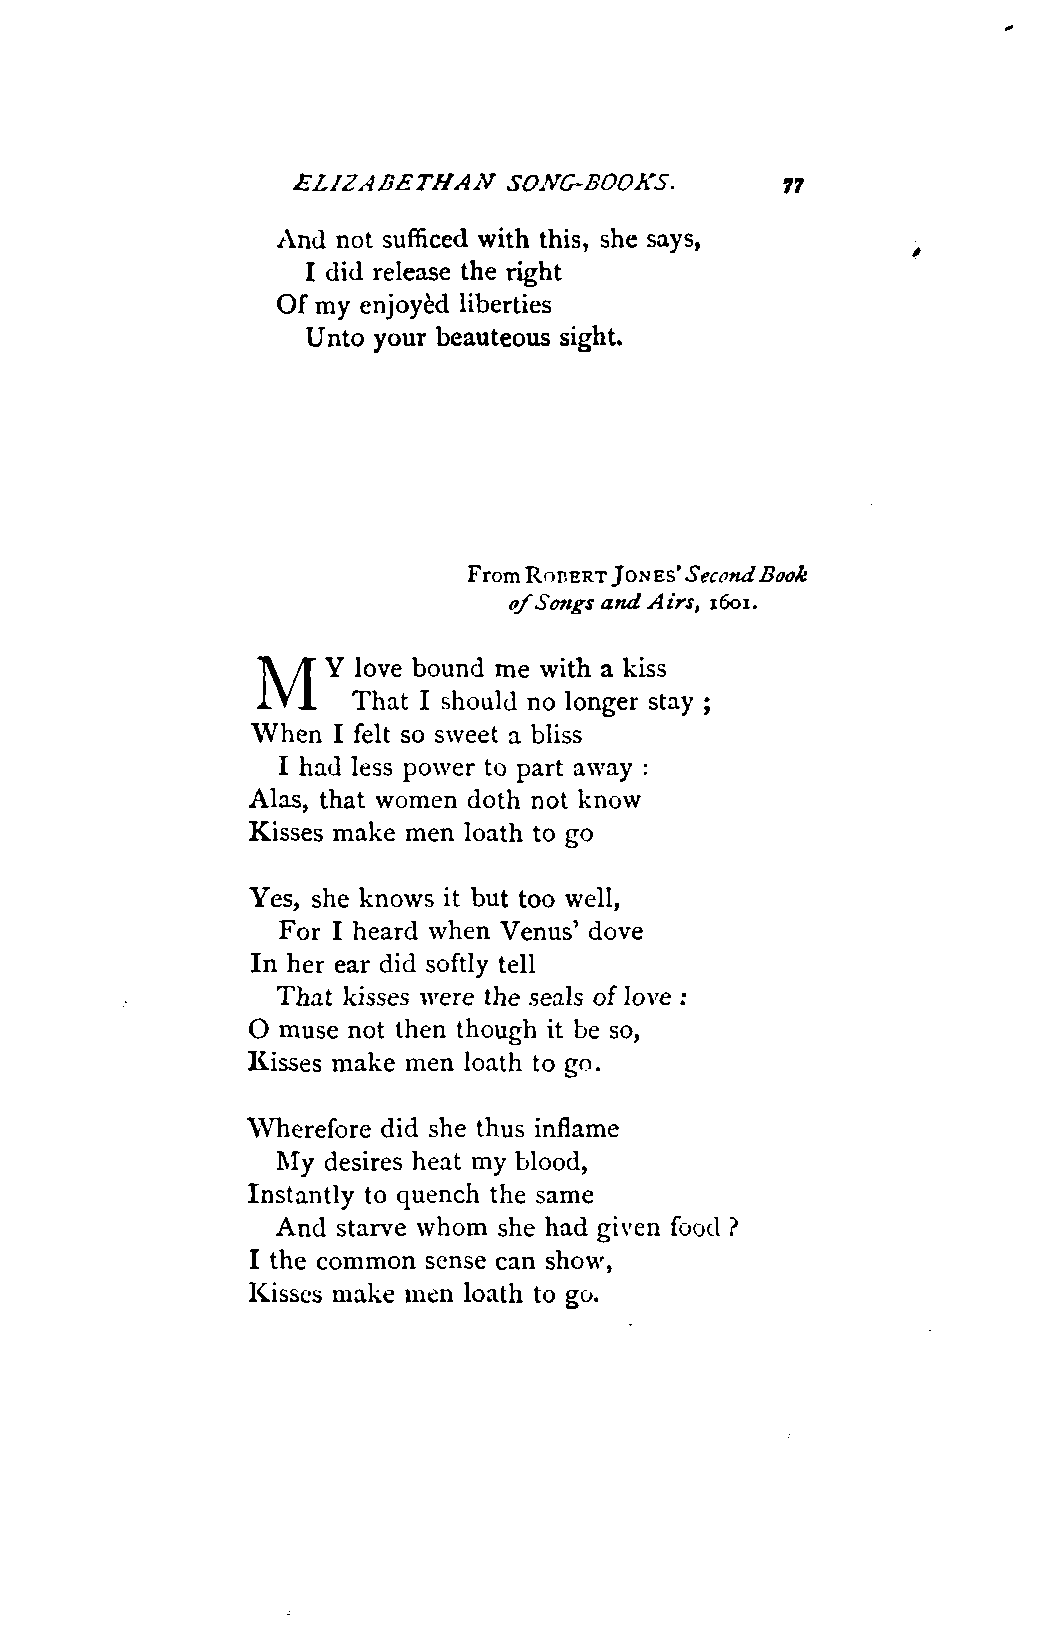 ELIZABETHAN SONG-BOOKS. 77
And not sufficed with this, she says,
I did release the right
Of my enjoyèd liberties
Unto your beauteous sight.
From ROBERT JONES' Second Book
of Songs and Airs, 1601.
MY love bound me with a kiss
That I should no longer stay ;
When I felt so sweet a bliss
I had less power to part away :
Alas, that women doth not know
Kisses make men loath to go
Yes, she knows it but too well,
For I heard when Venus' dove
In her ear did softly tell
That kisses were the seals of love :
O muse not then though it be so,
Kisses make men loath to go.
Wherefore did she thus inflame
My desires heat my blood,
Instantly to quench the same
And starve whom she had given food ?
I the common sense can show,
Kisses make men loath to go.